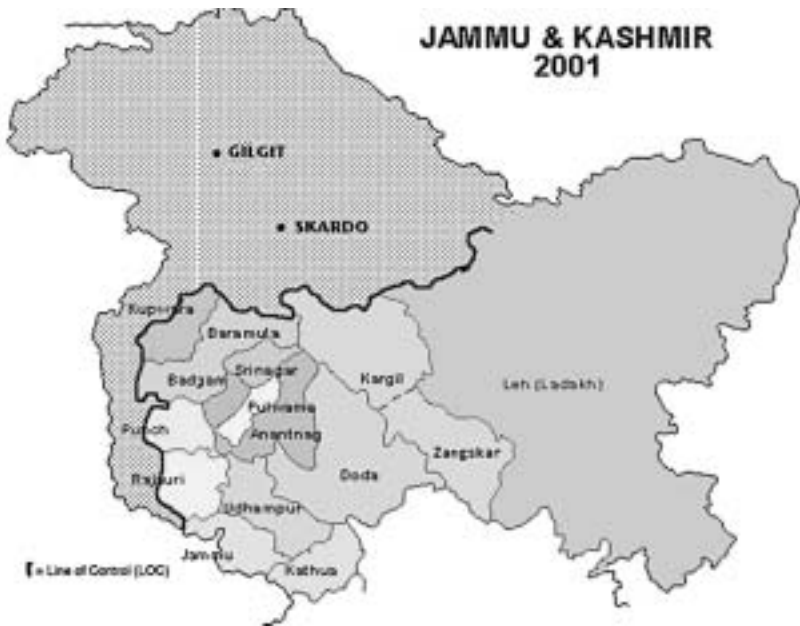 JAMMU & KASHMIR
2001
GILGIT
SKARDO
Kupwara
Baramula
Srinagar
Badgam
Kargil
Leh (Ladakh)
Pulwama
Punch
Anantnag
Zangskar
Doda
Rajauri
Udhampur
Jammu
Kathua
= Line of Control (LOC)